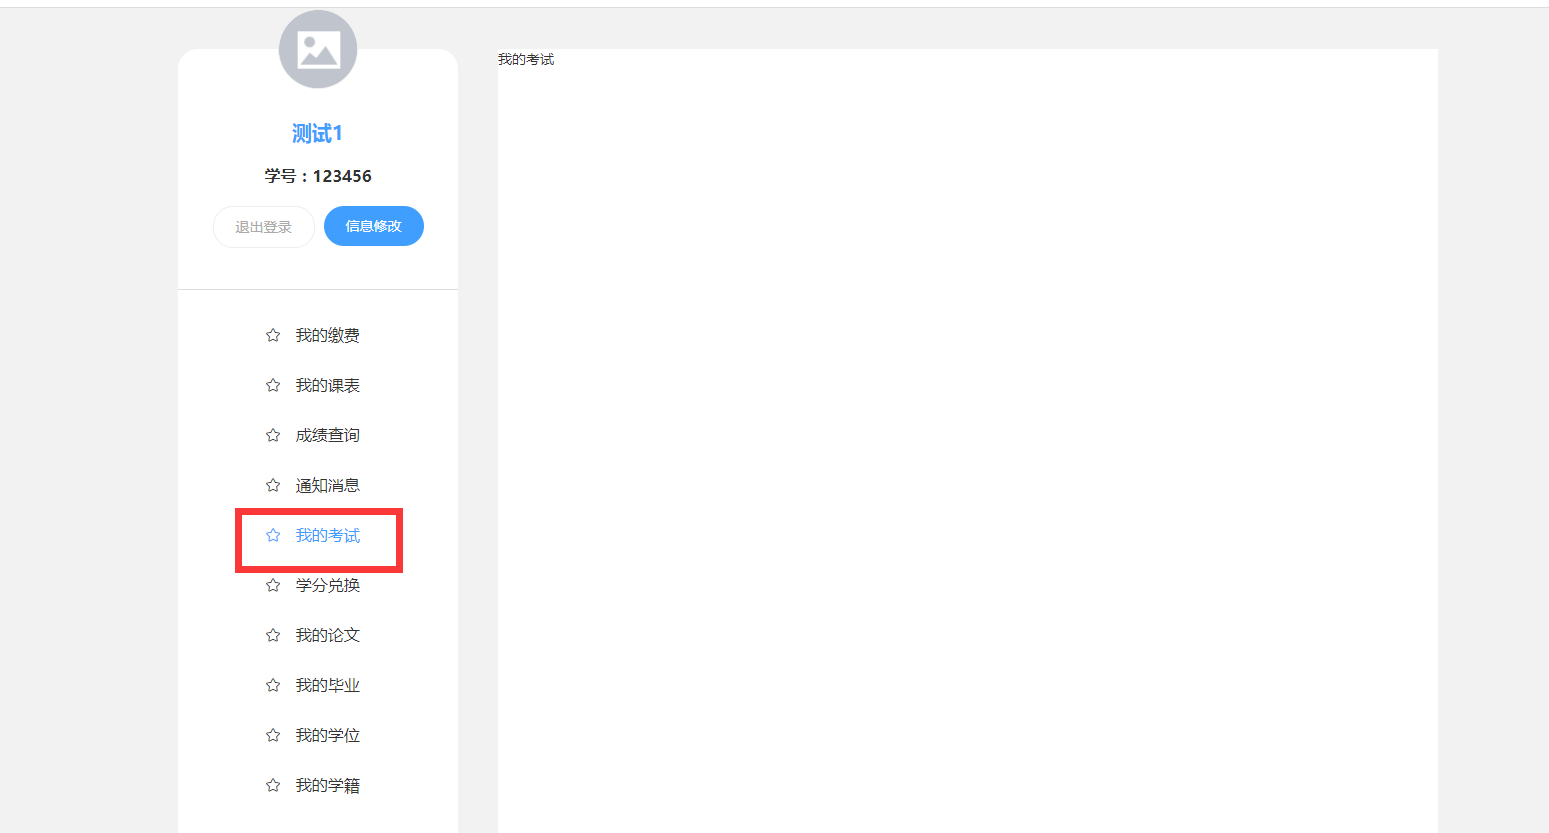 我的考试
测试1
学号：123456
退出登录 信息修改
我的缴费
我的课表
成绩查询
通知消息
我的考试
学分兑换
我的论文
我的毕业
我的学位
我的学籍